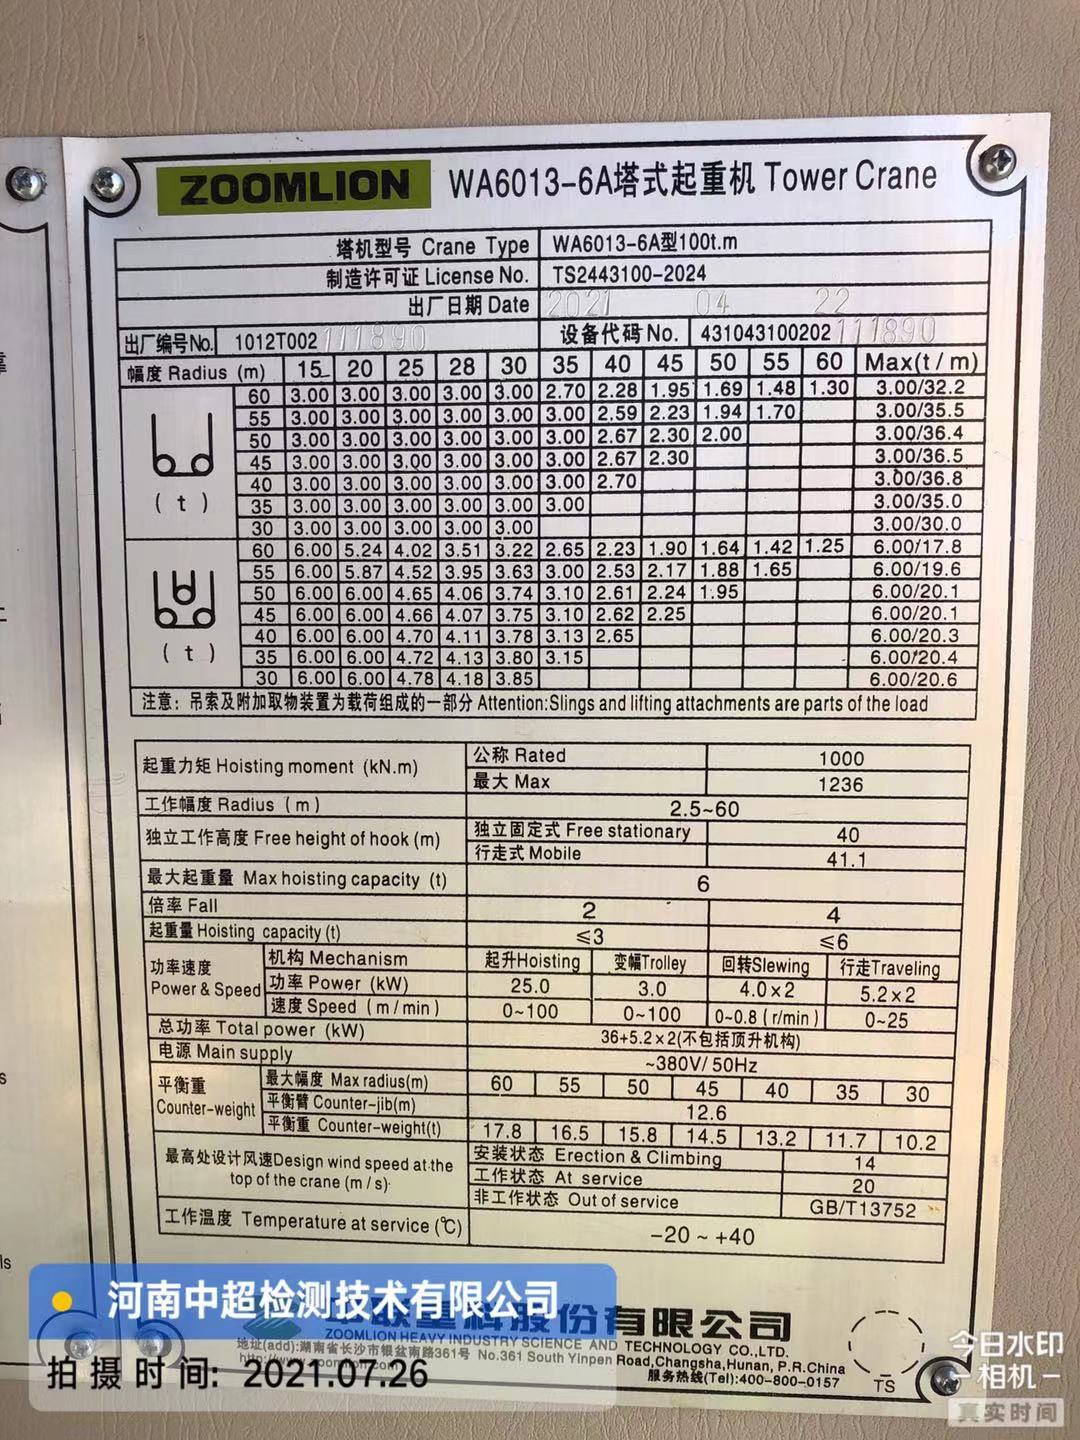 ZOOMLION WA6013-6A塔式起重机 Tower Crane
塔机型号 Crane Type WA6013-6A型100t.m
制造许可证 License No. TS2443100-2024
出厂日期 Date 2021 04 22
出厂编号No. 1012T002 111890 设备代码 No. 431043100202 111890
幅度 Radius (m) 15 20 25 28 30 35 40 45 50 55 60 Max(t/m)
60 3.00 3.00 3.00 3.00 3.00 2.70 2.28 1.95 1.69 1.48 1.30 3.00/32.2
55 3.00 3.00 3.00 3.00 3.00 3.00 2.59 2.23 1.94 1.70 3.00/35.5
50 3.00 3.00 3.00 3.00 3.00 3.00 2.67 2.30 2.00 3.00/36.4
45 3.00 3.00 3.00 3.00 3.00 3.00 2.67 2.30 3.00/36.5
40 3.00 3.00 3.00 3.00 3.00 3.00 2.70 3.00/36.8
(t) 35 3.00 3.00 3.00 3.00 3.00 3.00 3.00/35.0
30 3.00 3.00 3.00 3.00 3.00 3.00/30.0
60 6.00 5.24 4.02 3.51 3.22 2.65 2.23 1.90 1.64 1.42 1.25 6.00/17.8
55 6.00 5.87 4.52 3.95 3.63 3.00 2.53 2.17 1.88 1.65 6.00/19.6
50 6.00 6.00 4.65 4.06 3.74 3.10 2.61 2.24 1.95 6.00/20.1
45 6.00 6.00 4.66 4.07 3.75 3.10 2.62 2.25 6.00/20.1
40 6.00 6.00 4.70 4.11 3.78 3.13 2.65 6.00/20.3
(t) 35 6.00 6.00 4.72 4.13 3.80 3.15 6.00/20.4
30 6.00 6.00 4.78 4.18 3.85 6.00/20.6
注意：吊索及附加取物装置为载荷组成的一部分 Attention:Slings and lifting attachments are parts of the load
起重力矩 Hoisting moment (kN.m) 公称 Rated 1000
最大 Max 1236
工作幅度 Radius (m) 2.5~60
独立工作高度 Free height of hook (m) 独立固定式 Free stationary 40
行走式 Mobile 41.1
最大起重量 Max hoisting capacity (t) 6
倍率 Fall 2 4
起重量 Hoisting capacity (t) ≤3 ≤6
功率速度 Power & Speed 机构 Mechanism 起升Hoisting 变幅Trolley 回转Slewing 行走Traveling
功率 Power (kW) 25.0 3.0 4.0×2 5.2×2
速度 Speed (m/min) 0~100 0~100 0~0.8 (r/min) 0~25
总功率 Total power (kW) 36+5.2×2(不包括顶升机构)
电源 Main supply ~380V/50Hz
平衡重 Counter-weight 最大幅度 Max radius(m) 60 55 50 45 40 35 30
平衡臂 Counter-jib(m) 12.6
平衡重 Counter-weight(t) 17.8 16.5 15.8 14.5 13.2 11.7 10.2
最高处设计风速Design wind speed at the top of the crane (m/s) 安装状态 Erection & Climbing 14
工作状态 At service 20
非工作状态 Out of service GB/T13752
工作温度 Temperature at service (℃) -20 ~ +40
河南中超检测技术有限公司
股份有限公司
ZOOMLION HEAVY INDUSTRY SCIENCE AND TECHNOLOGY CO.,LTD.
地址(add):湖南省长沙市银盆南路361号 No.361 South Yinpen Road,Changsha,Hunan, P.R.China
http://www.zoomlion.com 服务热线(Tel):400-800-0157
TS
拍摄时间: 2021.07.26
今日水印
-相机-
真实时间